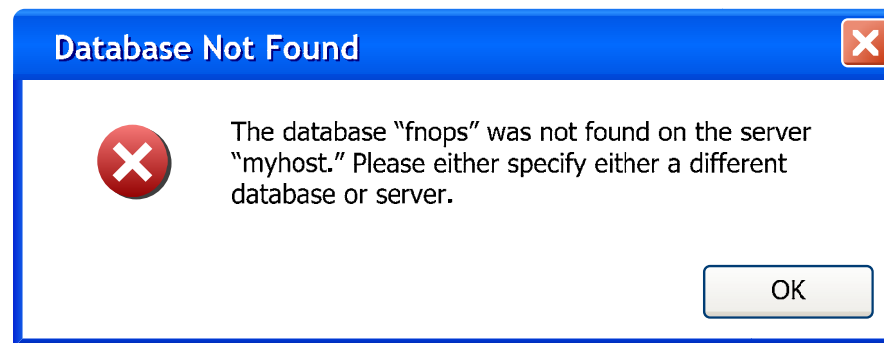 Database Not Found
The database “fnops” was not found on the server
“myhost.” Please either specify either a different
database or server.
OK